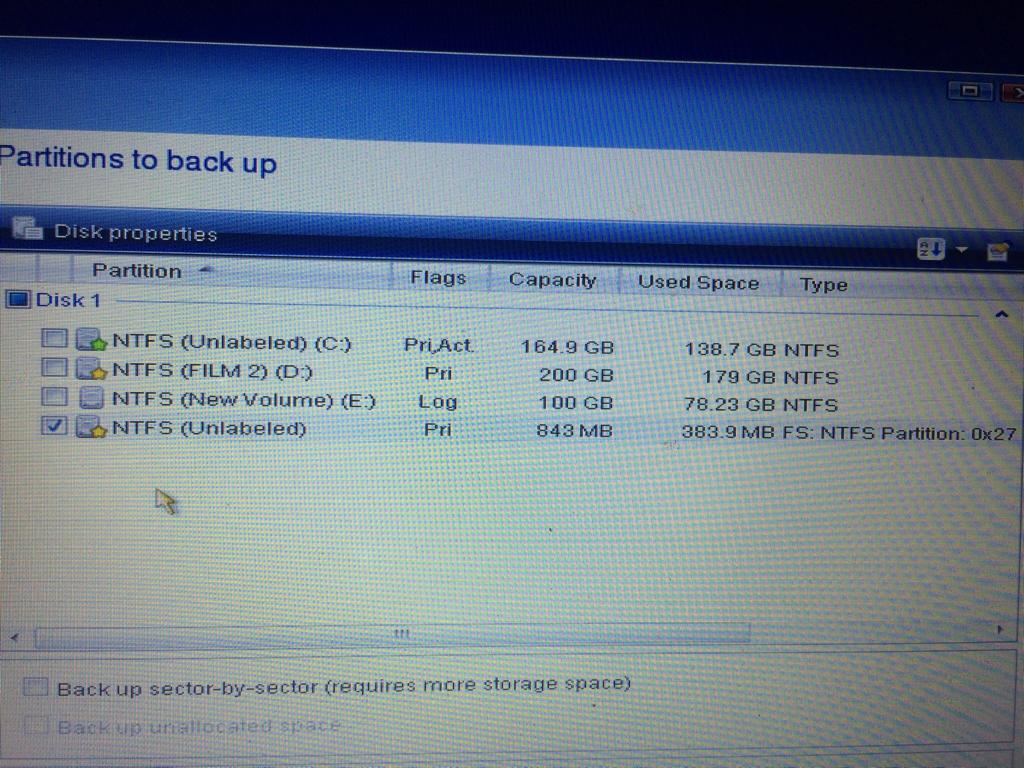 Partitions to back up
Disk properties
Partition Flags Capacity Used Space Type
Disk 1
NTFS (Unlabeled) (C:) Pri,Act. 164.9 GB 138.7 GB NTFS
NTFS (FILM 2) (D:) Pri 200 GB 179 GB NTFS
NTFS (New Volume) (E:) Log 100 GB 78.23 GB NTFS
NTFS (Unlabeled) Pri 843 MB 383.9 MB FS: NTFS Partition: 0x27
Back up sector-by-sector (requires more storage space)
Back up unallocated space